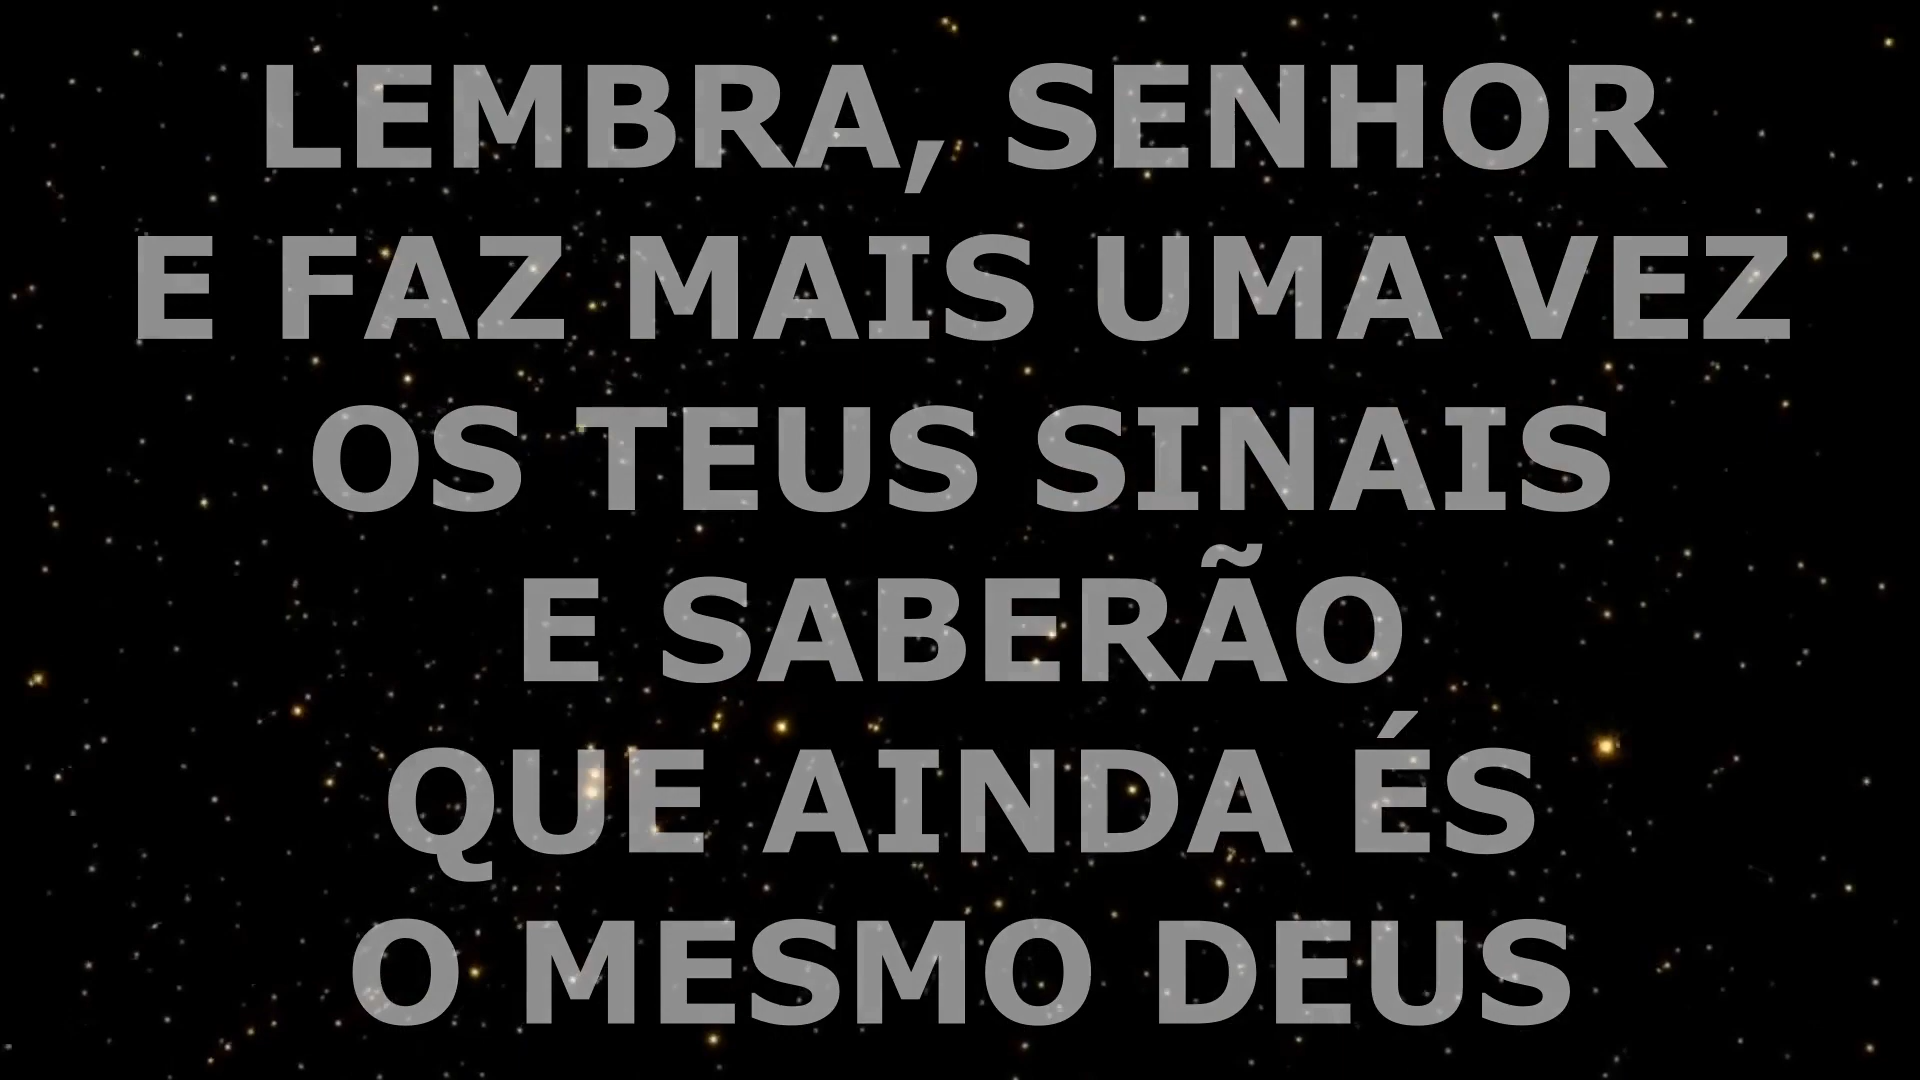 LEMBRA, SENHOR
E FAZ MAIS UMA VEZ
OS TEUS SINAIS
E SABERÃO
QUE AINDA ÉS
O MESMO DEUS